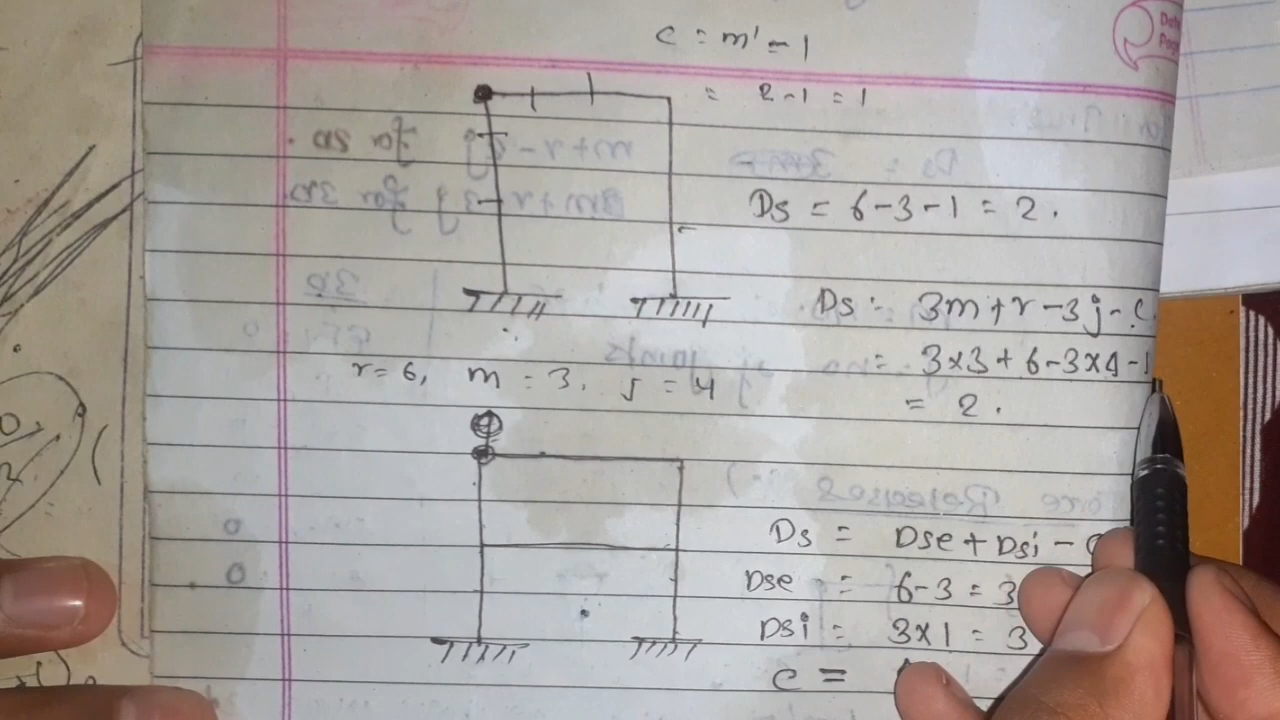 c = m' - 1
= 2-1 = 1
Ds = 6-3-1 = 2.
Ds = 3m+r-3j-c
= 3x3 + 6-3x4-1
r=6, m = 3, j = 4
= 2.
Ds = Dse + Dsi -
Dse = 6-3 = 3
Dsi = 3x1 = 3
c =